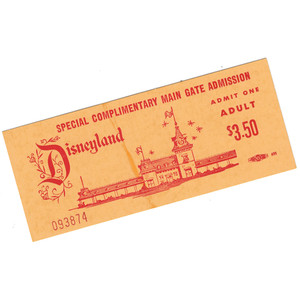 SPECIAL COMPLIMENTARY MAIN GATE ADMISSION
ADMIT ONE
ADULT
$3.50
Disneyland
093874